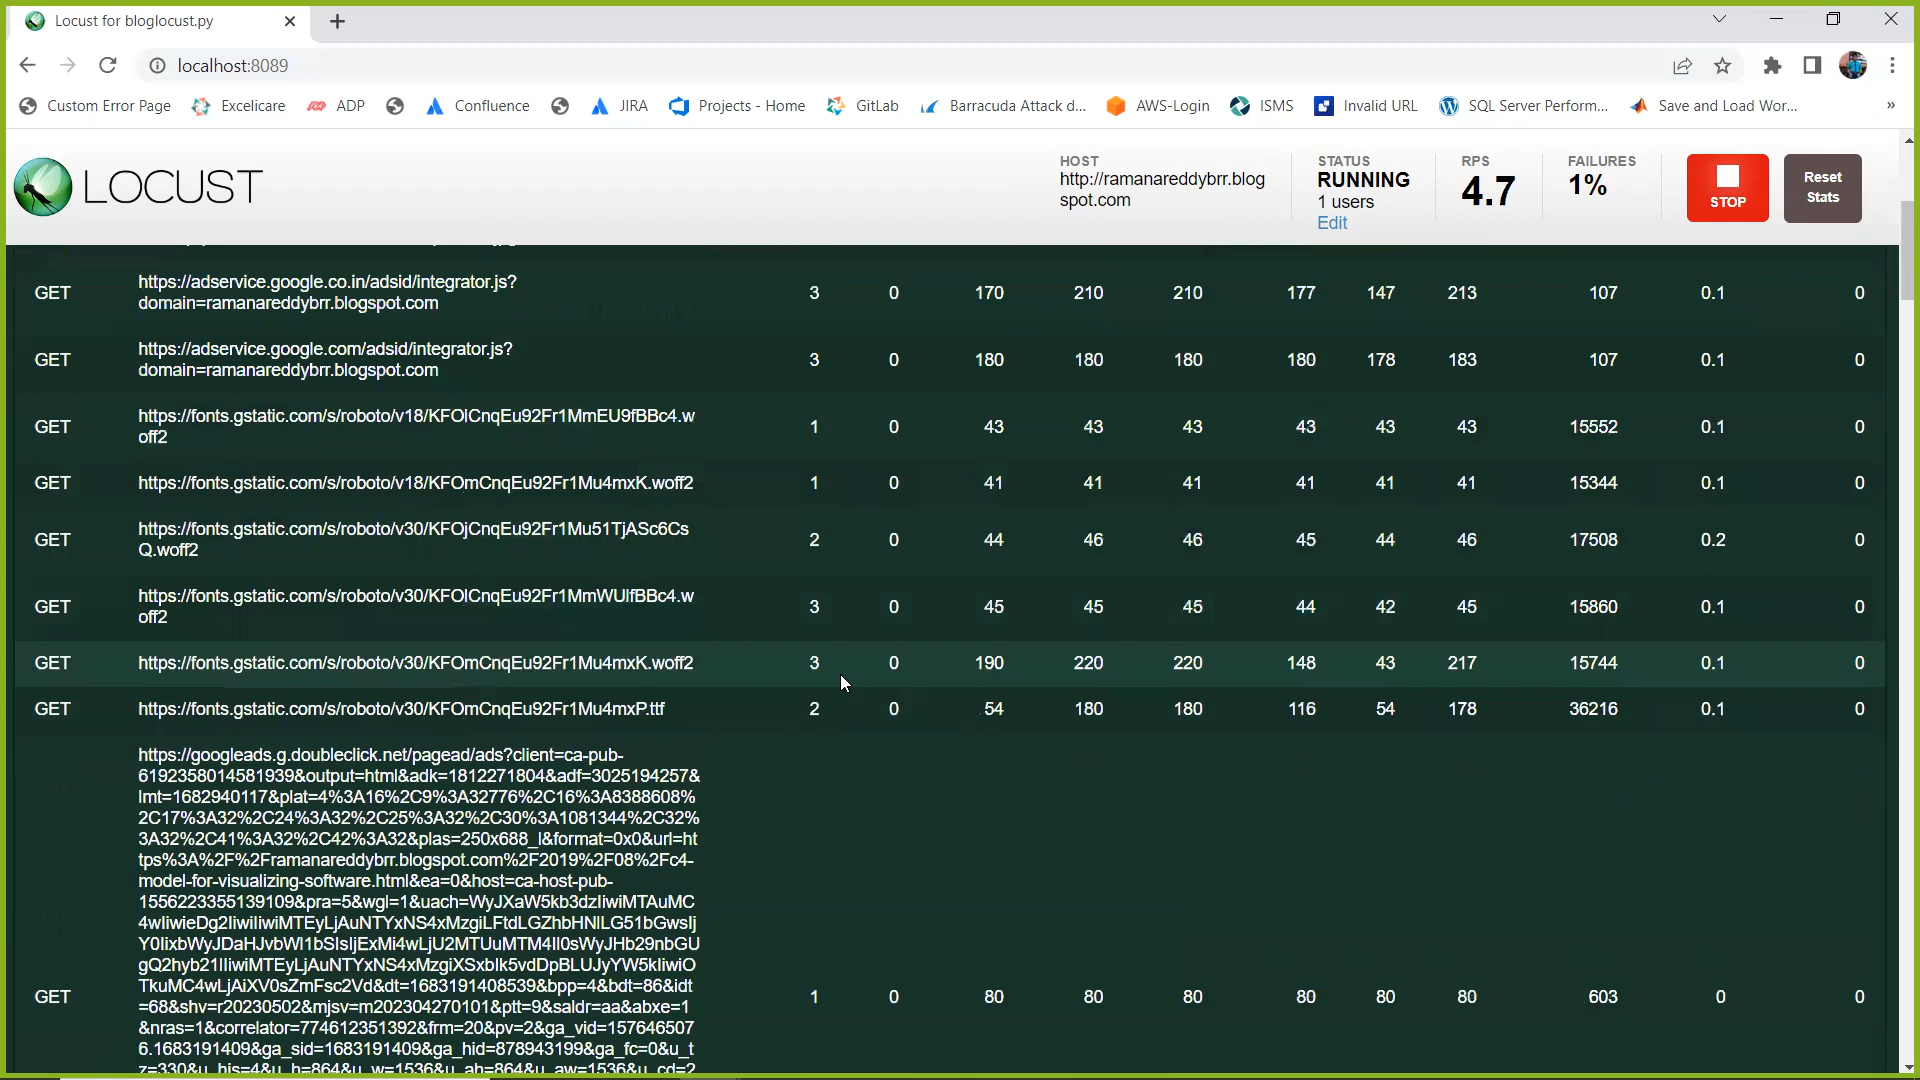 Locust for bloglocust.py
localhost:8089
Custom Error Page Excelicare ADP Confluence JIRA Projects - Home GitLab Barracuda Attack d... AWS-Login ISMS Invalid URL SQL Server Perform... Save and Load Wor... »
LOCUST
HOST
http://ramanareddybrr.blog
spot.com
STATUS
RUNNING
1 users
Edit
RPS
4.7
FAILURES
1%
STOP
Reset
Stats
https://adservice.google.co.in/adsid/integrator.js?
GET 3 0 170 210 210 177 147 213 107 0.1 0
domain=ramanareddybrr.blogspot.com
https://adservice.google.com/adsid/integrator.js?
GET 3 0 180 180 180 180 178 183 107 0.1 0
domain=ramanareddybrr.blogspot.com
https://fonts.gstatic.com/s/roboto/v18/KFOlCnqEu92Fr1MmEU9fBBc4.w
GET 1 0 43 43 43 43 43 43 15552 0.1 0
off2
GET https://fonts.gstatic.com/s/roboto/v18/KFOmCnqEu92Fr1Mu4mxK.woff2 1 0 41 41 41 41 41 41 15344 0.1 0
https://fonts.gstatic.com/s/roboto/v30/KFOjCnqEu92Fr1Mu51TjASc6Cs
GET 2 0 44 46 46 45 44 46 17508 0.2 0
Q.woff2
https://fonts.gstatic.com/s/roboto/v30/KFOlCnqEu92Fr1MmWUlfBBc4.w
GET 3 0 45 45 45 44 42 45 15860 0.1 0
off2
GET https://fonts.gstatic.com/s/roboto/v30/KFOmCnqEu92Fr1Mu4mxK.woff2 3 0 190 220 220 148 43 217 15744 0.1 0
GET https://fonts.gstatic.com/s/roboto/v30/KFOmCnqEu92Fr1Mu4mxP.ttf 2 0 54 180 180 116 54 178 36216 0.1 0
https://googleads.g.doubleclick.net/pagead/ads?client=ca-pub-
6192358014581939&output=html&adk=1812271804&adf=3025194257&
lmt=1682940117&plat=4%3A16%2C9%3A32776%2C16%3A8388608%
2C17%3A32%2C24%3A32%2C25%3A32%2C30%3A1081344%2C32%
3A32%2C41%3A32%2C42%3A32&plas=250x688_l&format=0x0&url=ht
tps%3A%2F%2Framanareddybrr.blogspot.com%2F2019%2F08%2Fc4-
model-for-visualizing-software.html&ea=0&host=ca-host-pub-
1556223355139109&pra=5&wgl=1&uach=WyJXaW5kb3dzIiwiMTAuMC
4wIiwieDg2IiwiIiwiMTEyLjAuNTYxNS4xMzgiLFtdLGZhbHNlLG51bGwsIj
Y0IixbWyJDaHJvbWl1bSIsIjExMi4wLjU2MTUuMTM4Il0sWyJHb29nbGU
gQ2hyb21lIiwiMTEyLjAuNTYxNS4xMzgiXSxbIk5vdDpBLUJyYW5kIiwiO
TkuMC4wLjAiXV0sZmFsc2Vd&dt=1683191408539&bpp=4&bdt=86&idt
GET 1 0 80 80 80 80 80 80 603 0 0
=68&shv=r20230502&mjsv=m202304270101&ptt=9&saldr=aa&abxe=1
&nras=1&correlator=774612351392&frm=20&pv=2&ga_vid=157646507
6.1683191409&ga_sid=1683191409&ga_hid=878943199&ga_fc=0&u_t
z=330&u_his=4&u_h=864&u_w=1536&u_ah=864&u_aw=1536&u_cd=2